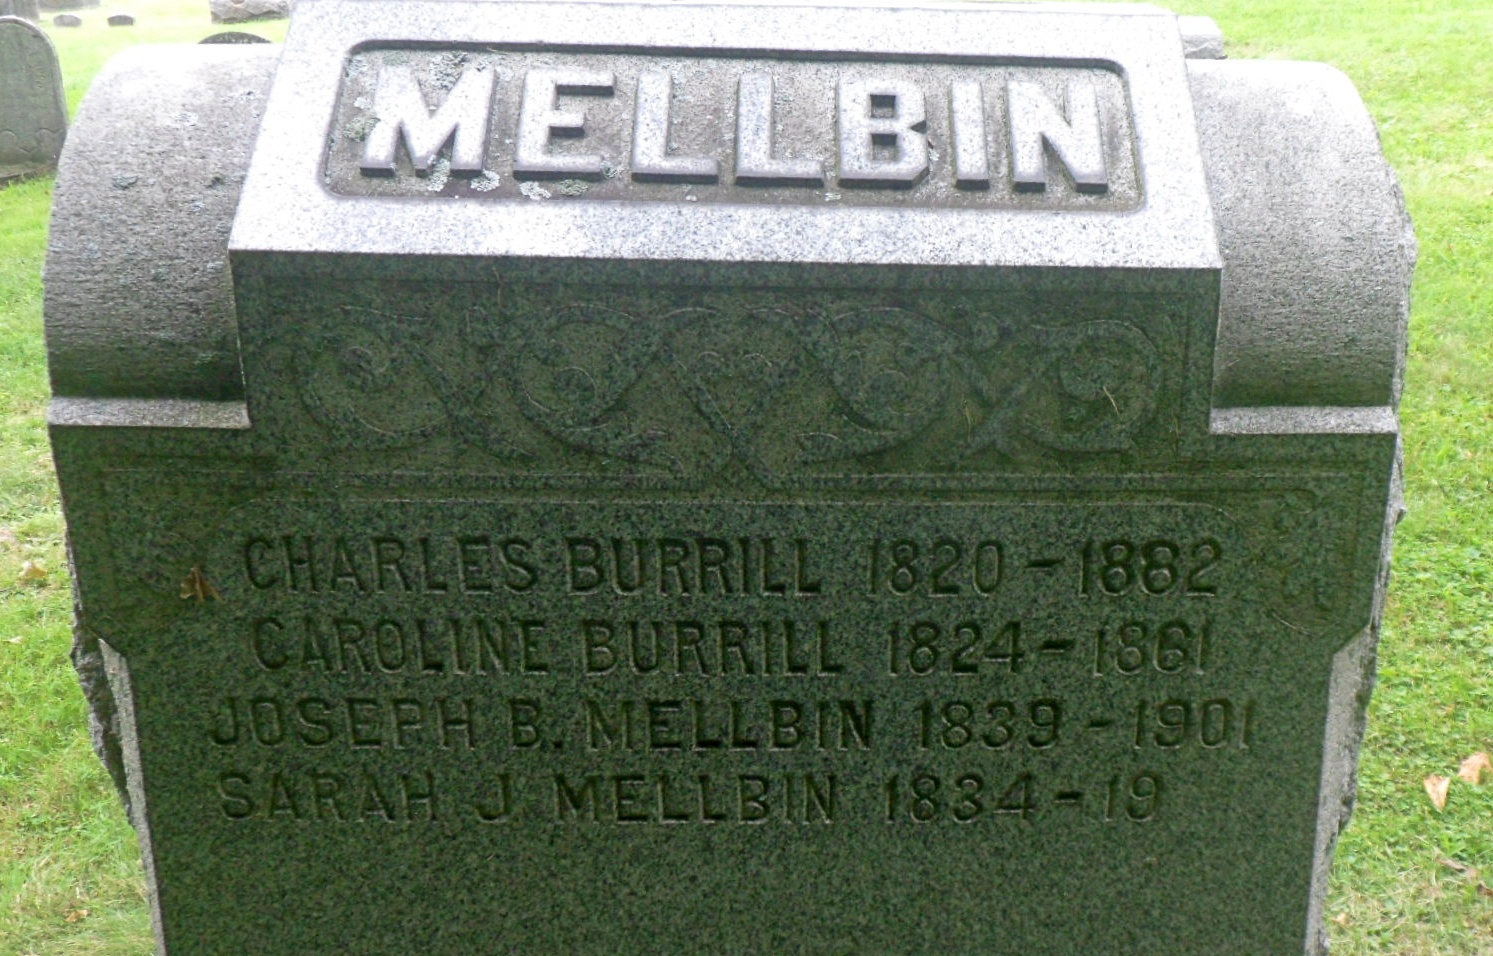 MELLBIN
CHARLES BURRILL 1820 - 1882
CAROLINE BURRILL 1824 - 1861
JOSEPH B. MELLBIN 1839 - 1901
SARAH J MELLBIN 1834 - 19